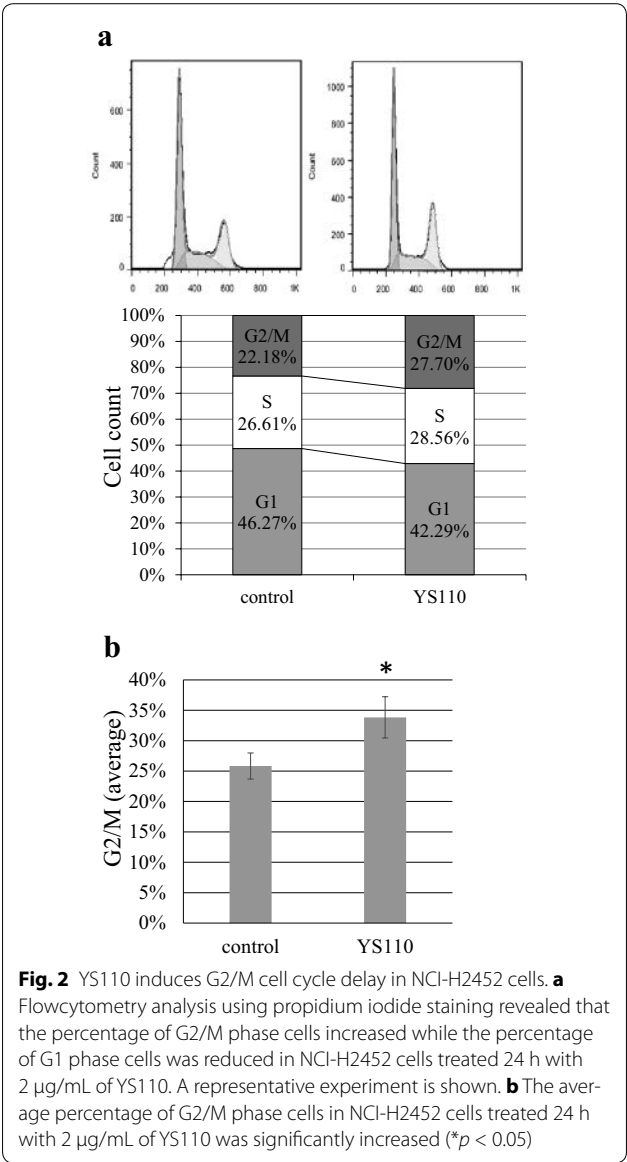 a
Count
600
400
200
0
0 200 400 600 800 1K
Count
1000
800
600
400
200
0
0 200 400 600 800 1K
Cell count
100%
90%
80%
70%
60%
50%
40%
30%
20%
10%
0%
G2/M
22.18%
S
26.61%
G1
46.27%
G2/M
27.70%
S
28.56%
G1
42.29%
control YS110
b
G2/M (average)
40%
35%
30%
25%
20%
15%
10%
5%
0%
*
control YS110
Fig. 2 YS110 induces G2/M cell cycle delay in NCI-H2452 cells. a
Flowcytometry analysis using propidium iodide staining revealed that
the percentage of G2/M phase cells increased while the percentage
of G1 phase cells was reduced in NCI-H2452 cells treated 24 h with
2 μg/mL of YS110. A representative experiment is shown. b The aver-
age percentage of G2/M phase cells in NCI-H2452 cells treated 24 h
with 2 μg/mL of YS110 was significantly increased (*p < 0.05)